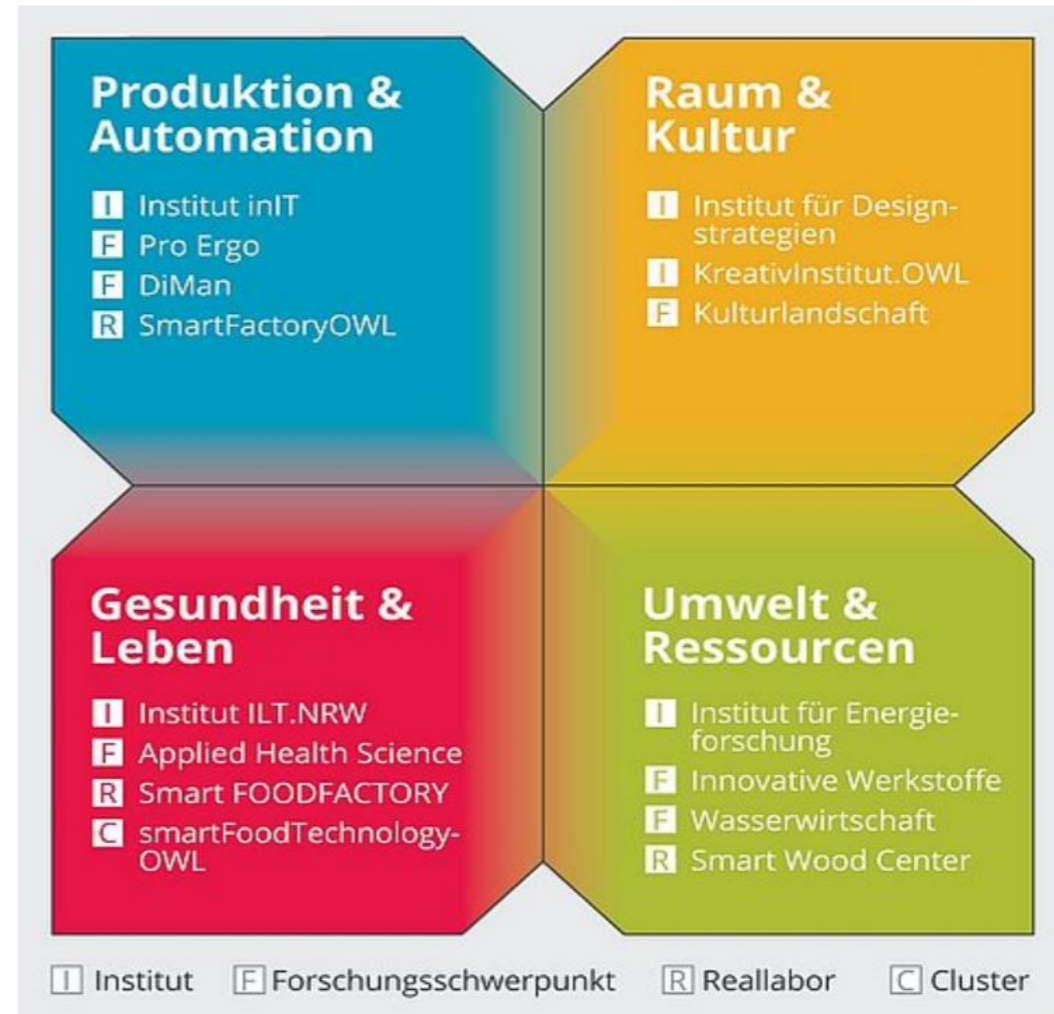 Produktion &
Automation
I Institut inIT
F Pro Ergo
F DiMan
R SmartFactoryOWL
Raum &
Kultur
I Institut für Design-
strategien
I KreativInstitut.OWL
F Kulturlandschaft
Gesundheit &
Leben
I Institut ILT.NRW
F Applied Health Science
R Smart FOODFACTORY
C smartFoodTechnology-
OWL
Umwelt &
Ressourcen
I Institut für Energie-
forschung
F Innovative Werkstoffe
F Wasserwirtschaft
R Smart Wood Center
I Institut F Forschungsschwerpunkt R Reallabor C Cluster